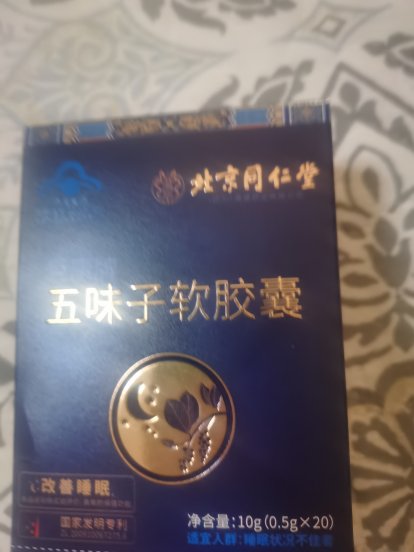 北京同仁堂
五味子软胶囊
改善睡眠
国家发明专利
净含量:10g(0.5g×20)
适宜人群:睡眠状况不佳者